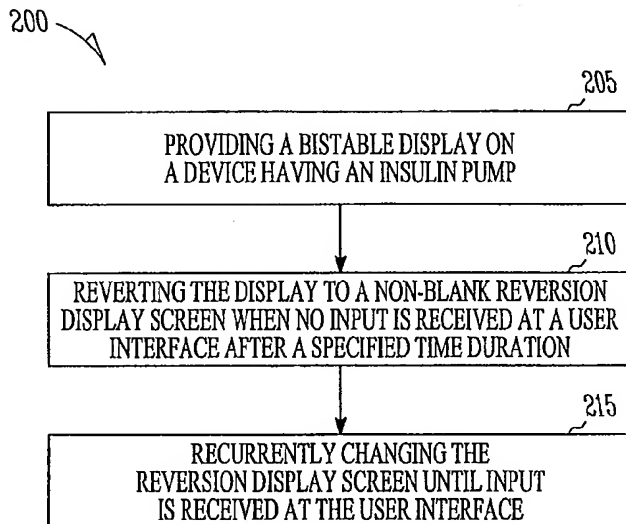 200
205
PROVIDING A BISTABLE DISPLAY ON
A DEVICE HAVING AN INSULIN PUMP
210
REVERTING THE DISPLAY TO A NON-BLANK REVERSION
DISPLAY SCREEN WHEN NO INPUT IS RECEIVED AT A USER
INTERFACE AFTER A SPECIFIED TIME DURATION
215
RECURRENTLY CHANGING THE
REVERSION DISPLAY SCREEN UNTIL INPUT
IS RECEIVED AT THE USER INTERFACE